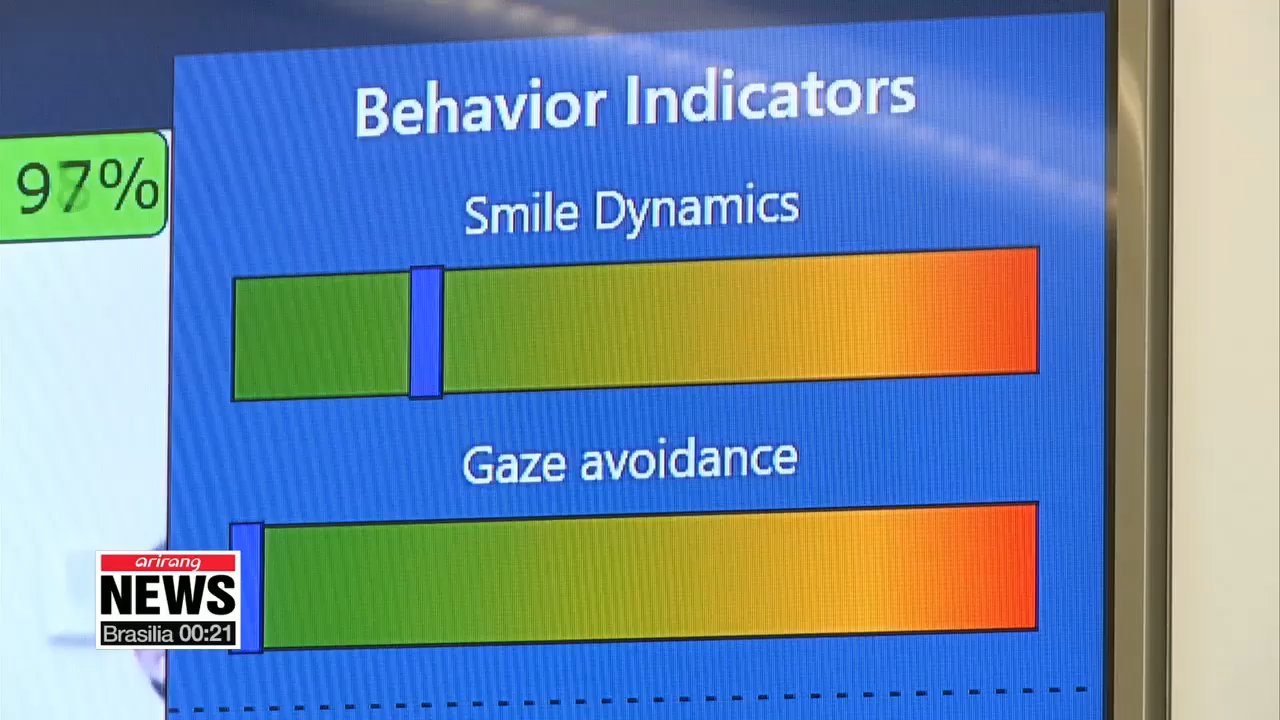 Behavior Indicators
97%
Smile Dynamics
Gaze avoidance
arirang
NEWS
Brasilia 00:21